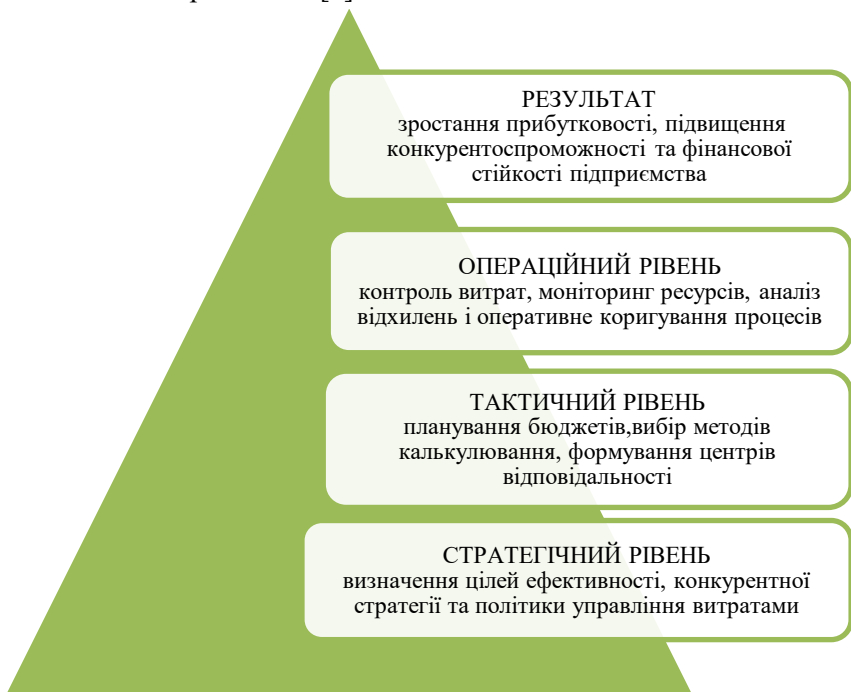 РЕЗУЛЬТАТ
зростання прибутковості, підвищення
конкурентоспроможності та фінансової
стійкості підприємства
ОПЕРАЦІЙНИЙ РІВЕНЬ
контроль витрат, моніторинг ресурсів, аналіз
відхилень і оперативне коригування процесів
ТАКТИЧНИЙ РІВЕНЬ
планування бюджетів,вибір методів
калькулювання, формування центрів
відповідальності
СТРАТЕГІЧНИЙ РІВЕНЬ
визначення цілей ефективності, конкурентної
стратегії та політики управління витратами